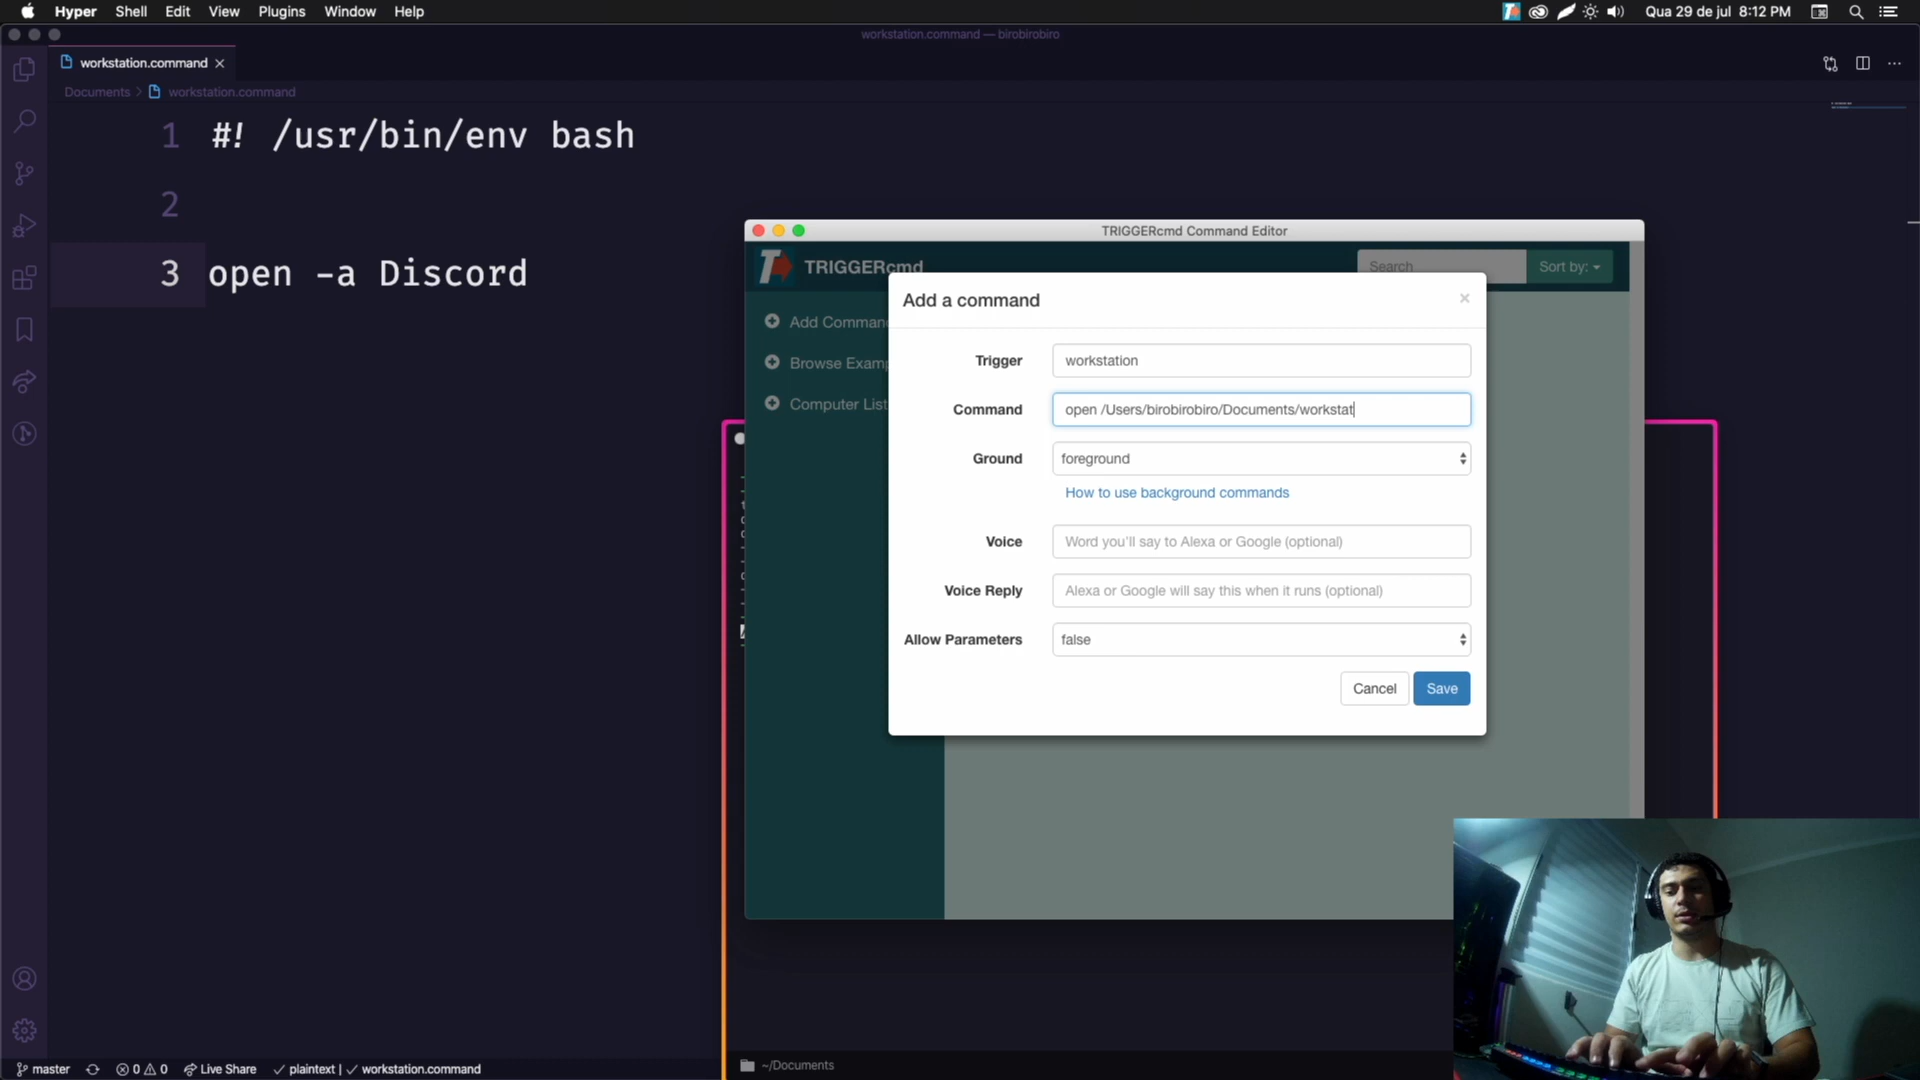 Hyper Shell Edit View Plugins Window Help
Qua 29 de jul 8:12 PM
workstation.command — birobirobiro
workstation.command
Documents > workstation.command
1 #! /usr/bin/env bash
2
3 open -a Discord
TRIGGERcmd Command Editor
TRIGGERcmd
Search
Sort by:
Add Comman
Browse Examp
Computer List
Add a command
×
Trigger
workstation
Command
open /Users/birobirobiro/Documents/workstat
Ground
foreground
How to use background commands
Voice
Word you'll say to Alexa or Google (optional)
Voice Reply
Alexa or Google will say this when it runs (optional)
Allow Parameters
false
Cancel
Save
~/Documents
master 0 0 Live Share plaintext | workstation.command